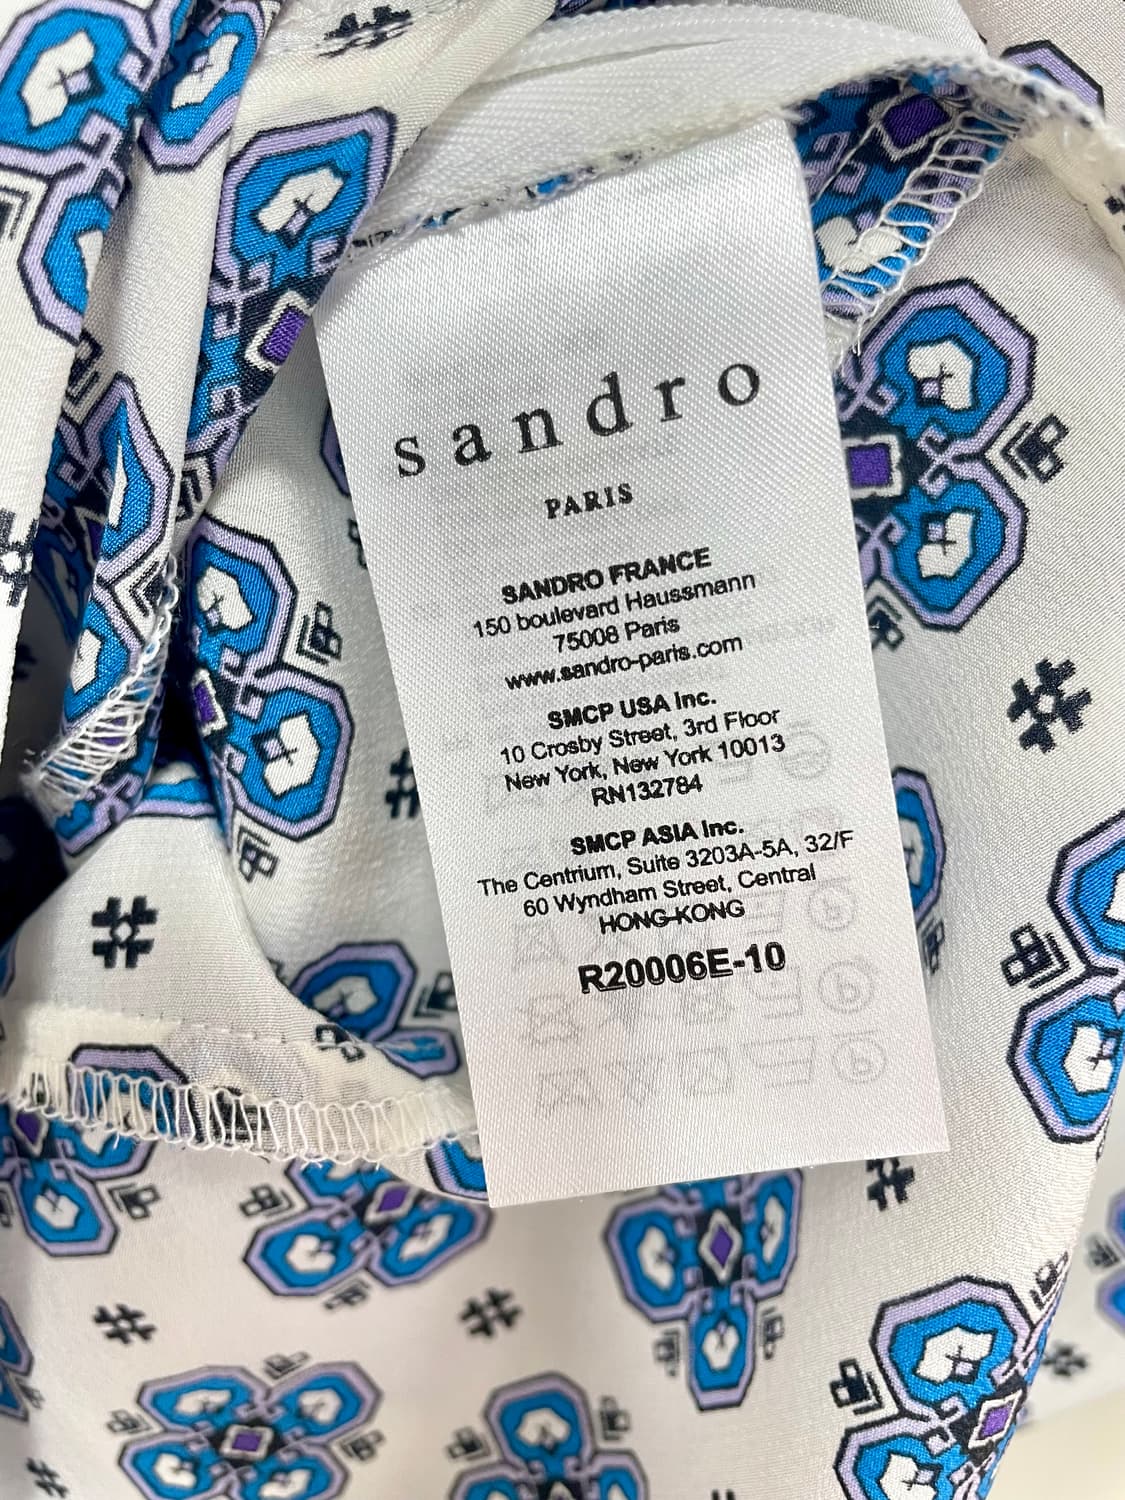 sandro
PARIS
SANDRO FRANCE
150 boulevard Haussmann
75008 Paris
www.sandro-paris.com
SMCP USA Inc.
10 Crosby Street, 3rd Floor
New York, New York 10013
RN132784
SMCP ASIA Inc.
The Centrium, Suite 3203A-5A, 32/F
60 Wyndham Street, Central
HONG-KONG
R20006E-10